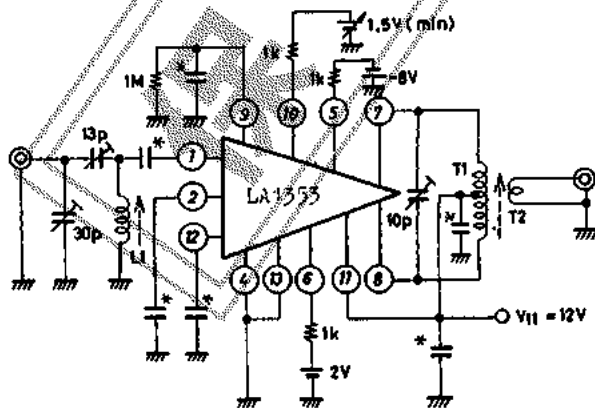 1.5V (min)
1k
1k
8V
1M
*
9
10
5
7
13p
*
1
LA1353
10p
T1
T2
*
30p
L1
2
12
4
13
6
11
8
*
*
1k
2V
*
V11 = 12V